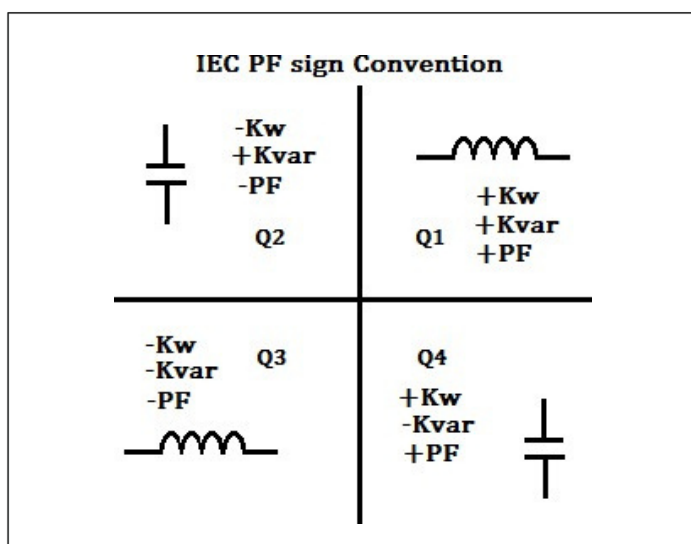 IEC PF sign Convention
-Kw
+Kvar
-PF
Q2
+Kw
+Kvar
+PF
Q1
-Kw
-Kvar
-PF
Q3
Q4
+Kw
-Kvar
+PF